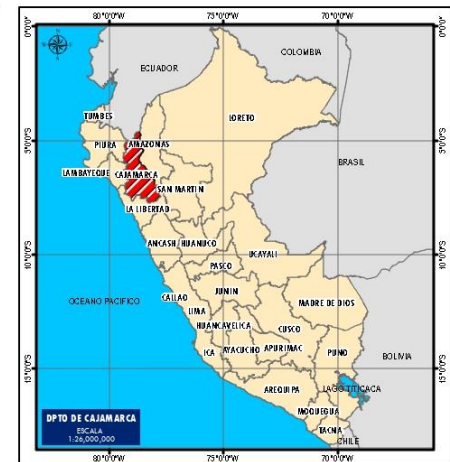 80°0'0"W 75°0'0"W 70°0'0"W
0°0'0"
COLOMBIA
ECUADOR
TUMBES
LORETO
PIURA
AMAZONAS
5°0'0"S
5°0'0"S
BRASIL
LAMBAYEQUE
CAJAMARCA
SAN MARTIN
LA LIBERTAD
ANCASH
HUANUCO
UCAYALI
10°0'0"S
10°0'0"S
PASCO
OCEANO PACIFICO
CALLAO
JUNIN
MADRE DE DIOS
LIMA
HUANCAVELICA
CUSCO
ICA
AYACUCHO
APURIMAC
PUNO
BOLIVIA
15°0'0"S
15°0'0"S
AREQUIPA
LAGO TITICACA
MOQUEGUA
TACNA
CHILE
DPTO DE CAJAMARCA
ESCALA
1:26,000,000
80°0'0"W 75°0'0"W 70°0'0"W